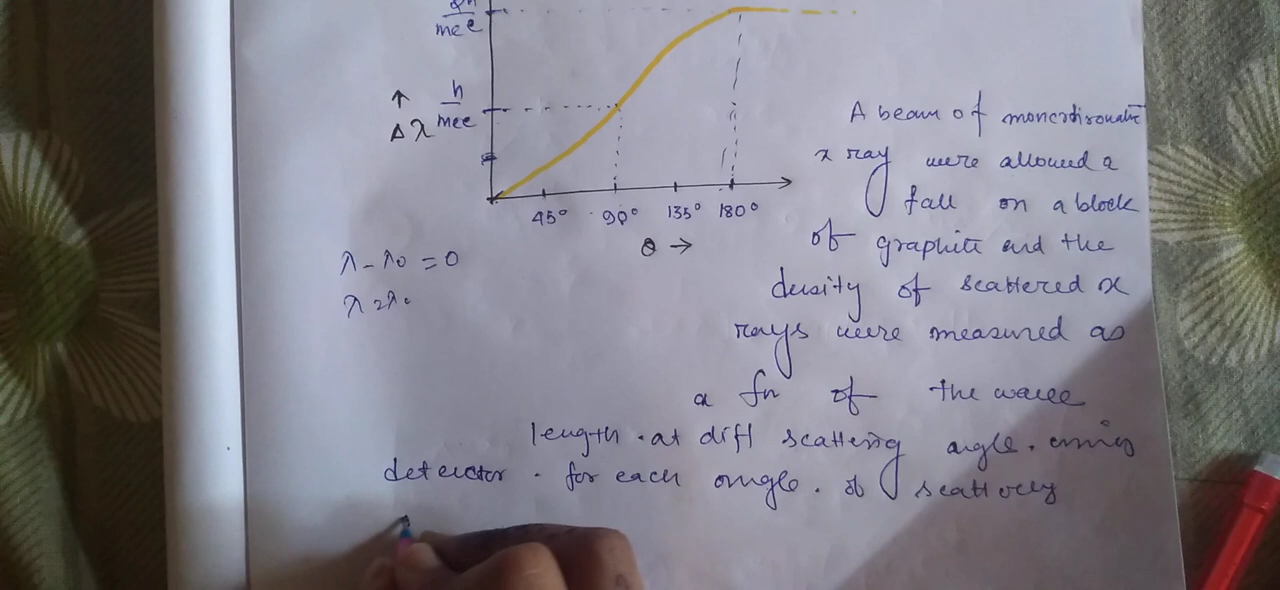 2h
mec
h
mec
↑
Δλ
45° 90° 135° 180°
θ →
λ - λ0 = 0
λ = λ0
A beam of monochromatic
x ray were allowed a
fall on a block
of graphite and the
density of scattered x
rays were measured as
a fn of the wave
length . at diff scattering angle . using
detector . for each angle . of scattering